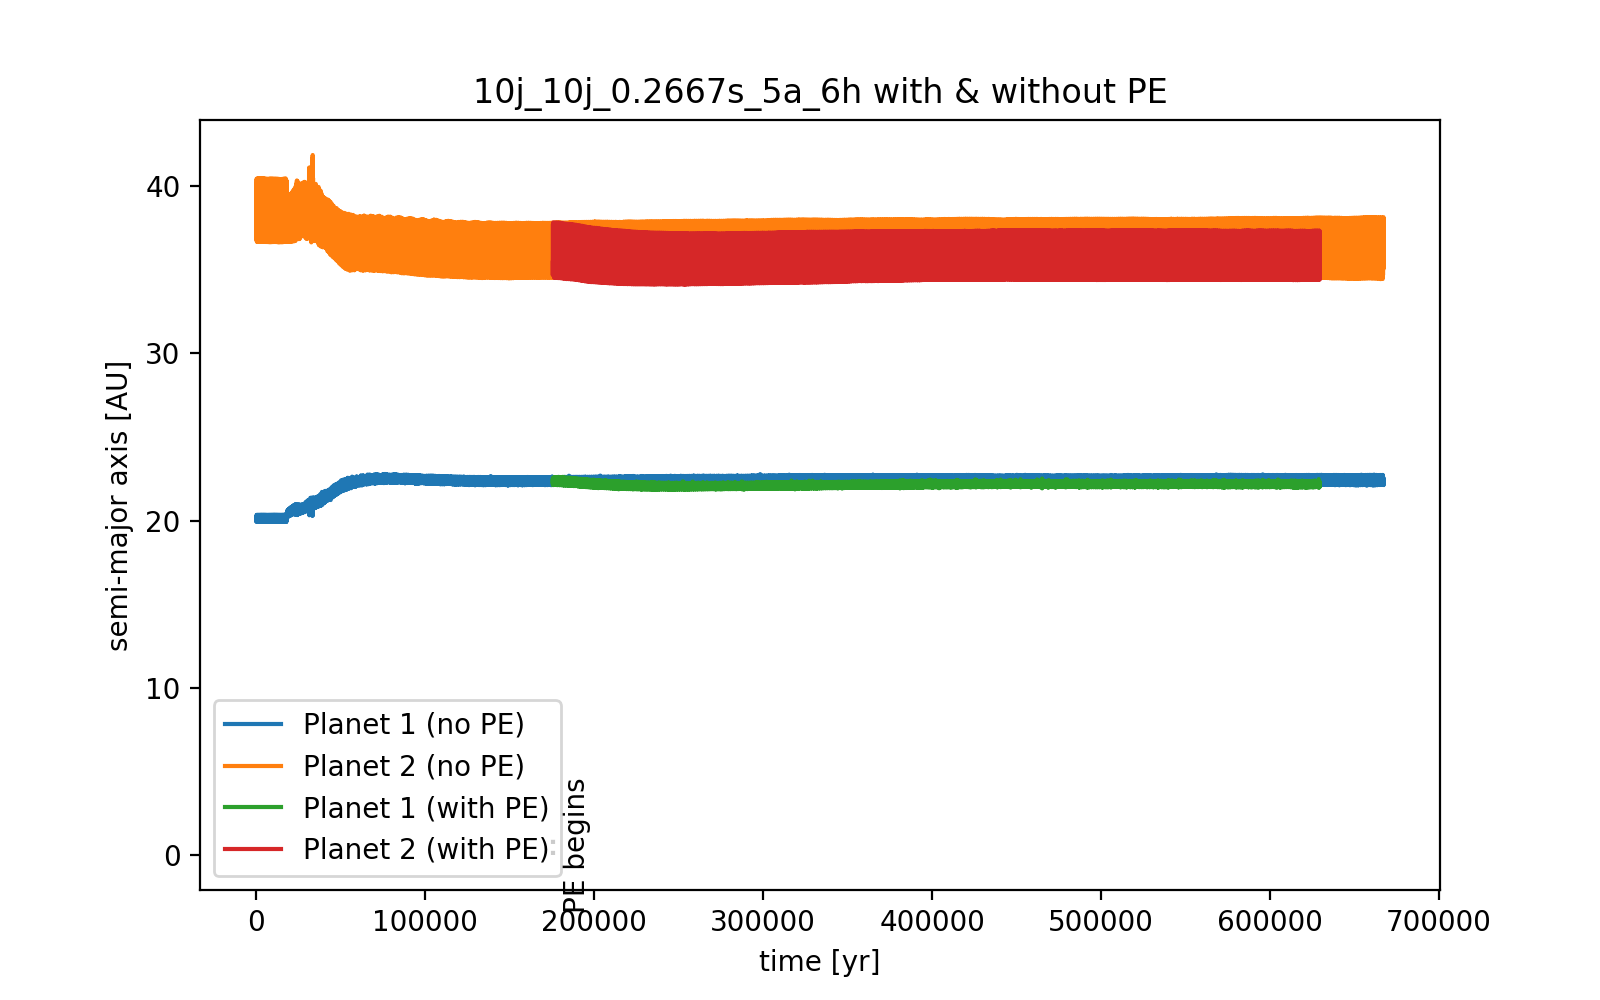 10j_10j_0.2667s_5a_6h with & without PE
semi-major axis [AU]
40
30
20
10
0
Planet 1 (no PE)
Planet 2 (no PE)
Planet 1 (with PE)
Planet 2 (with PE)
PE begins
0 100000 200000 300000 400000 500000 600000 700000
time [yr]